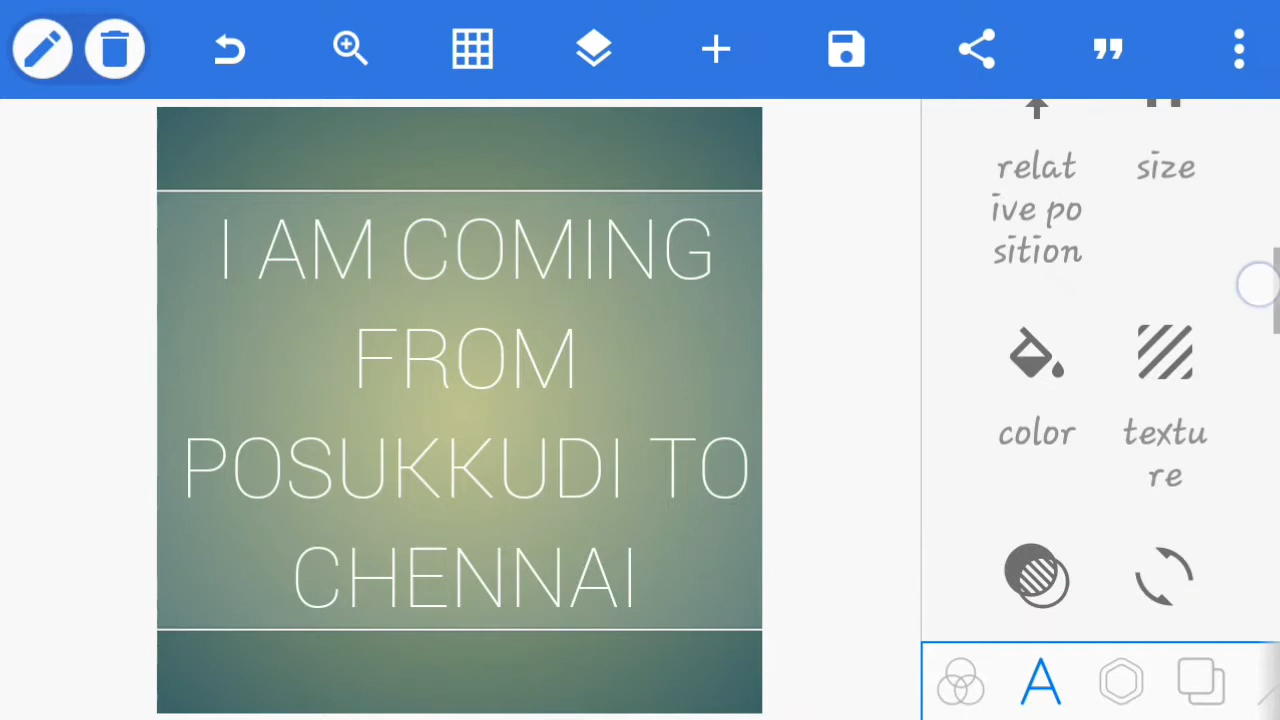 I AM COMING
FROM
POSUKKUDI TO
CHENNAI
relat
ive po
sition
size
color
textu
re